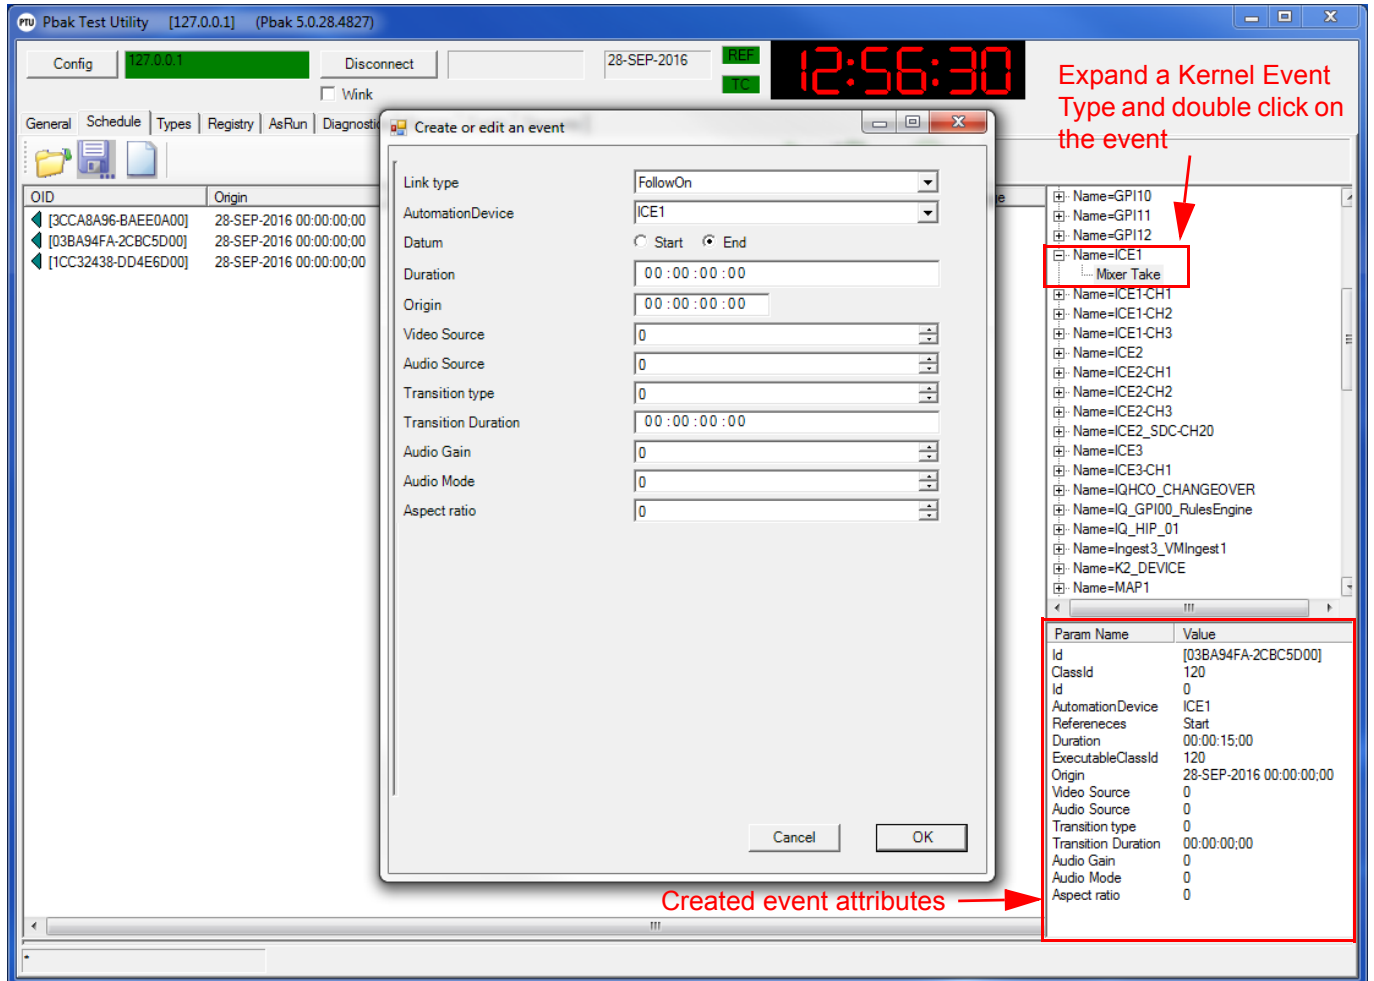 PTU Pbak Test Utility [127.0.0.1] (Pbak 5.0.28.4827)
Config 127.0.0.1 Disconnect 28-SEP-2016 REF 12:56:30
TC
Wink
General Schedule Types Registry AsRun Diagnostic
OID Origin
[3CCA8A96-BAEE0A00] 28-SEP-2016 00:00:00;00
[03BA94FA-2CBC5D00] 28-SEP-2016 00:00:00;00
[1CC32438-DD4E6D00] 28-SEP-2016 00:00:00;00
Create or edit an event
Link type FollowOn
AutomationDevice ICE1
Datum Start End
Duration 00:00:00:00
Origin 00:00:00:00
Video Source 0
Audio Source 0
Transition type 0
Transition Duration 00:00:00:00
Audio Gain 0
Audio Mode 0
Aspect ratio 0
Cancel OK
Expand a Kernel Event
Type and double click on
the event
Name=GPI10
Name=GPI11
Name=GPI12
Name=ICE1
Mixer Take
Name=ICE1-CH1
Name=ICE1-CH2
Name=ICE1-CH3
Name=ICE2
Name=ICE2-CH1
Name=ICE2-CH2
Name=ICE2-CH3
Name=ICE2_SDC-CH20
Name=ICE3
Name=ICE3-CH1
Name=IQHCO_CHANGEOVER
Name=IQ_GPI00_RulesEngine
Name=IQ_HIP_01
Name=Ingest3_VMIngest1
Name=K2_DEVICE
Name=MAP1
Param Name Value
Id [03BA94FA-2CBC5D00]
ClassId 120
Id 0
AutomationDevice ICE1
Refereneces Start
Duration 00:00:15;00
ExecutableClassId 120
Origin 28-SEP-2016 00:00:00;00
Video Source 0
Audio Source 0
Transition type 0
Transition Duration 00:00:00;00
Audio Gain 0
Audio Mode 0
Aspect ratio 0
Created event attributes
*